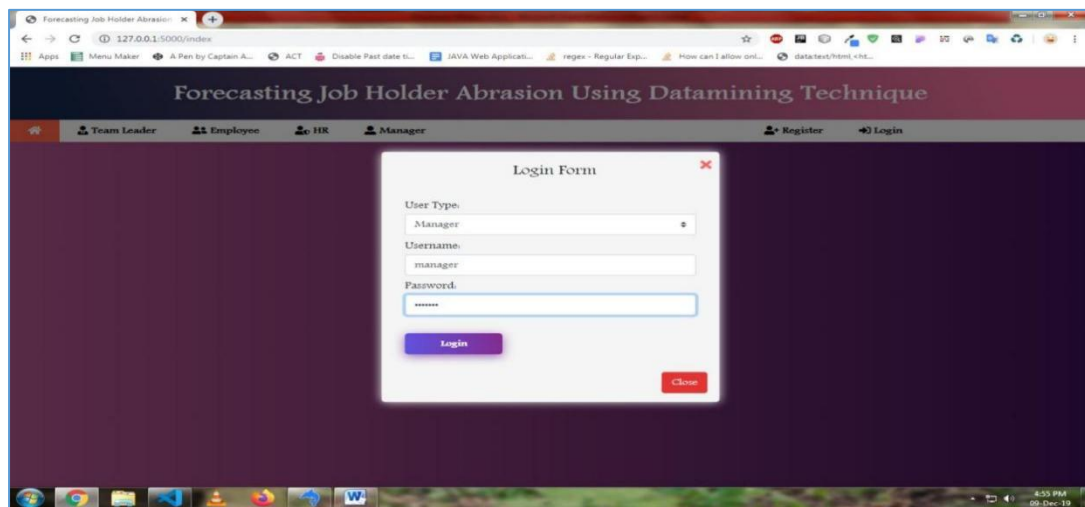 Forecasting Job Holder Abrasion
127.0.0.1:5000/index
Apps Menu Maker A Pen by Captain A... ACT Disable Past date ti... JAVA Web Applicati... regex - Regular Exp... How can I allow onl... data:text/html,<ht...
Forecasting Job Holder Abrasion Using Datamining Technique
Team Leader Employee HR Manager Register Login
Login Form
User Type:
Manager
Username:
manager
Password:
•••••••
Login
Close
4:55 PM
09-Dec-19